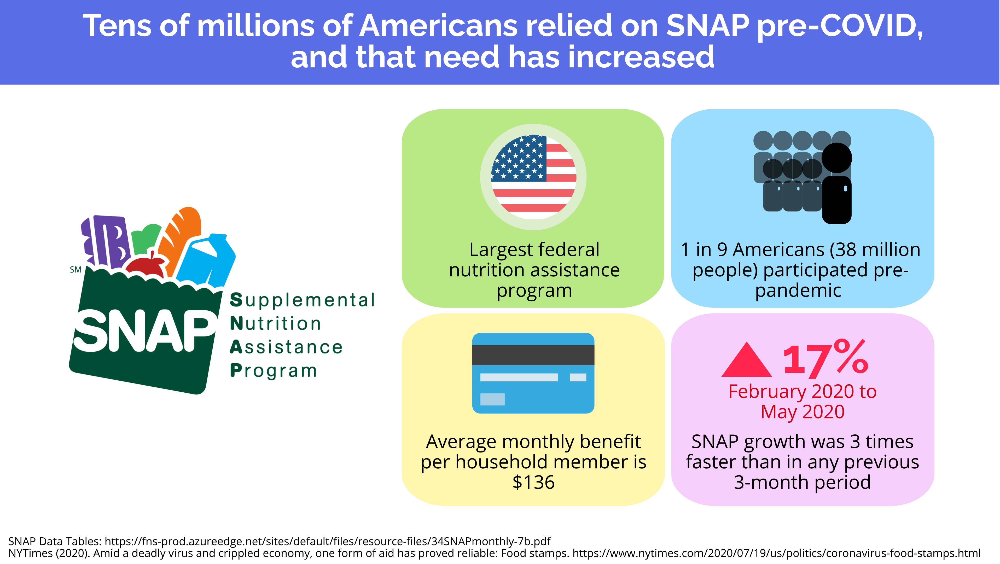 Tens of millions of Americans relied on SNAP pre-COVID,
and that need has increased
SM
SNAP
Supplemental
Nutrition
Assistance
Program
Largest federal
nutrition assistance
program
1 in 9 Americans (38 million
people) participated pre-
pandemic
Average monthly benefit
per household member is
$136
17%
February 2020 to
May 2020
SNAP growth was 3 times
faster than in any previous
3-month period
SNAP Data Tables: https://fns-prod.azureedge.net/sites/default/files/resource-files/34SNAPmonthly-7b.pdf
NYTimes (2020). Amid a deadly virus and crippled economy, one form of aid has proved reliable: Food stamps. https://www.nytimes.com/2020/07/19/us/politics/coronavirus-food-stamps.html